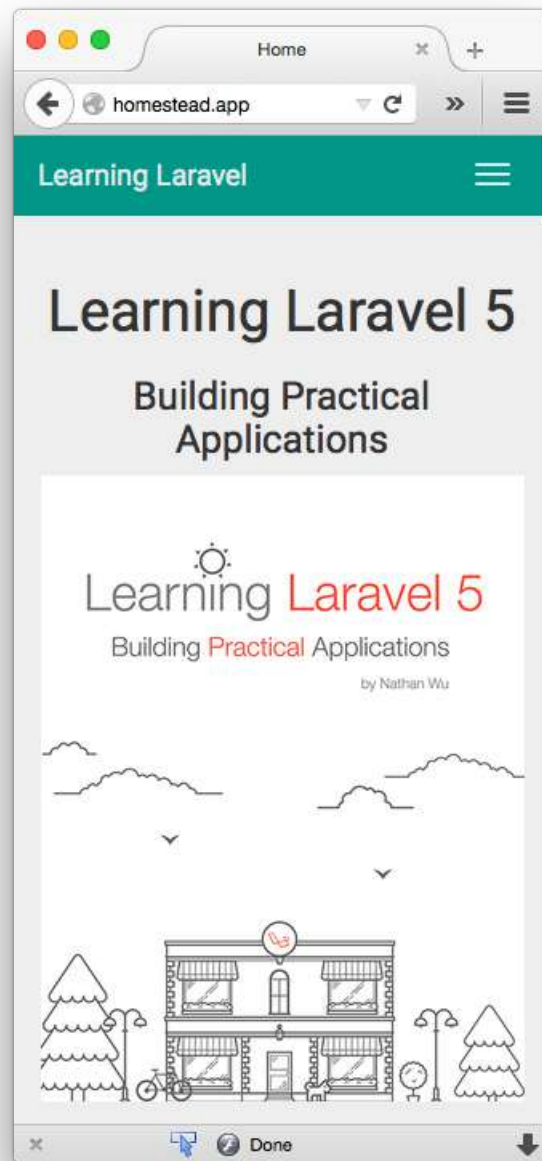 Home
homestead.app
Learning Laravel
Learning Laravel 5
Building Practical
Applications
Learning Laravel 5
Building Practical Applications
by Nathan Wu
Done